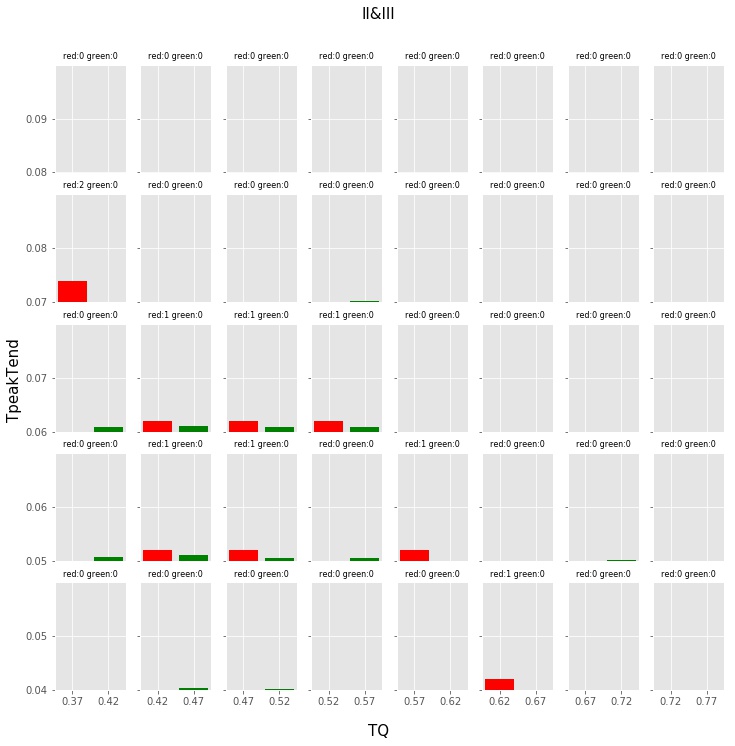 II&III
red:0 green:0 red:0 green:0 red:0 green:0 red:0 green:0 red:0 green:0 red:0 green:0 red:0 green:0 red:0 green:0
0.09
0.08
red:2 green:0 red:0 green:0 red:0 green:0 red:0 green:0 red:0 green:0 red:0 green:0 red:0 green:0 red:0 green:0
0.08
0.07
red:0 green:0 red:1 green:0 red:1 green:0 red:1 green:0 red:0 green:0 red:0 green:0 red:0 green:0 red:0 green:0
0.07
0.06
TpeakTend
red:0 green:0 red:1 green:0 red:1 green:0 red:0 green:0 red:1 green:0 red:0 green:0 red:0 green:0 red:0 green:0
0.06
0.05
red:0 green:0 red:0 green:0 red:0 green:0 red:0 green:0 red:0 green:0 red:1 green:0 red:0 green:0 red:0 green:0
0.05
0.04
0.37 0.42 0.42 0.47 0.47 0.52 0.52 0.57 0.57 0.62 0.62 0.67 0.67 0.72 0.72 0.77
TQ